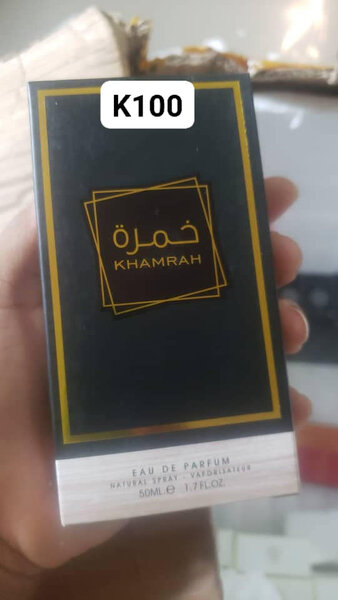 K100
خمرة
KHAMRAH
EAU DE PARFUM
NATURAL SPRAY - VAPORISATEUR
50ML.℮ 1.7FL.OZ.